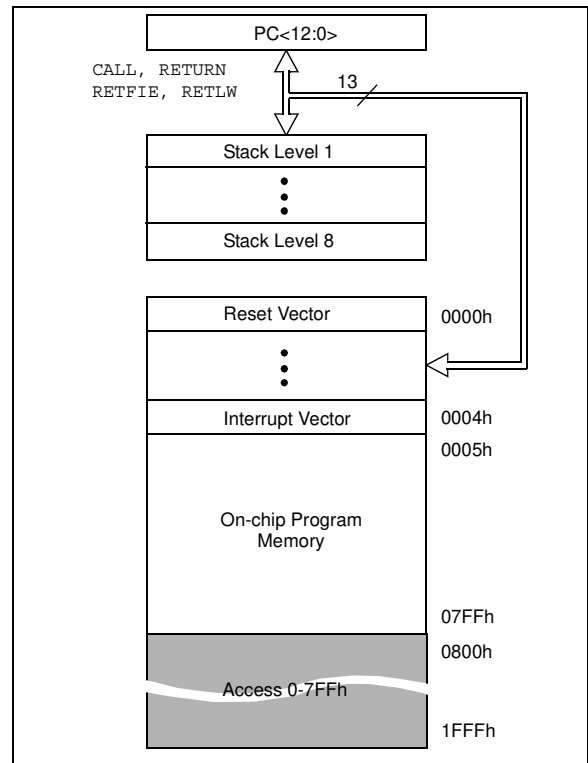 PC<12:0>
CALL, RETURN
RETFIE, RETLW
13
Stack Level 1
Stack Level 8
Reset Vector
0000h
Interrupt Vector
0004h
0005h
On-chip Program
Memory
07FFh
0800h
Access 0-7FFh
1FFFh